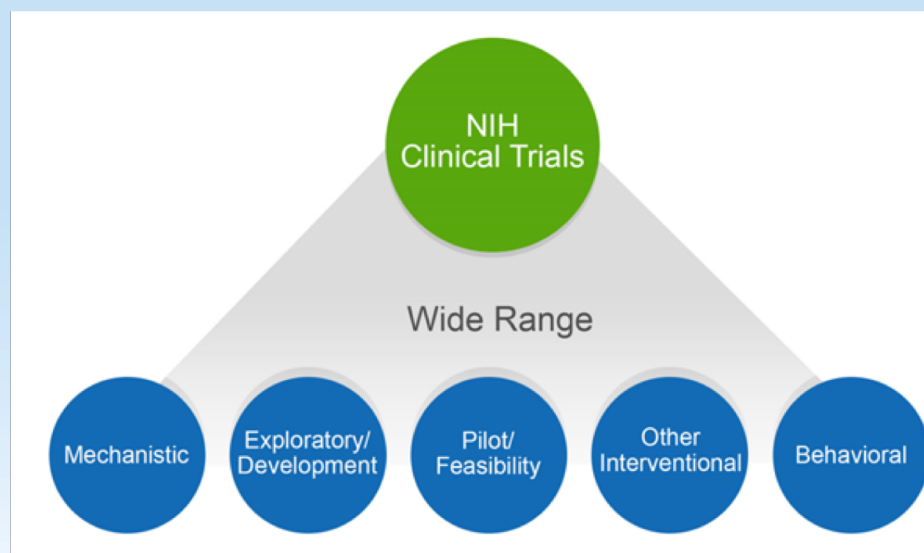 NIH
Clinical Trials
Wide Range
Mechanistic
Exploratory/
Development
Pilot/
Feasibility
Other
Interventional
Behavioral